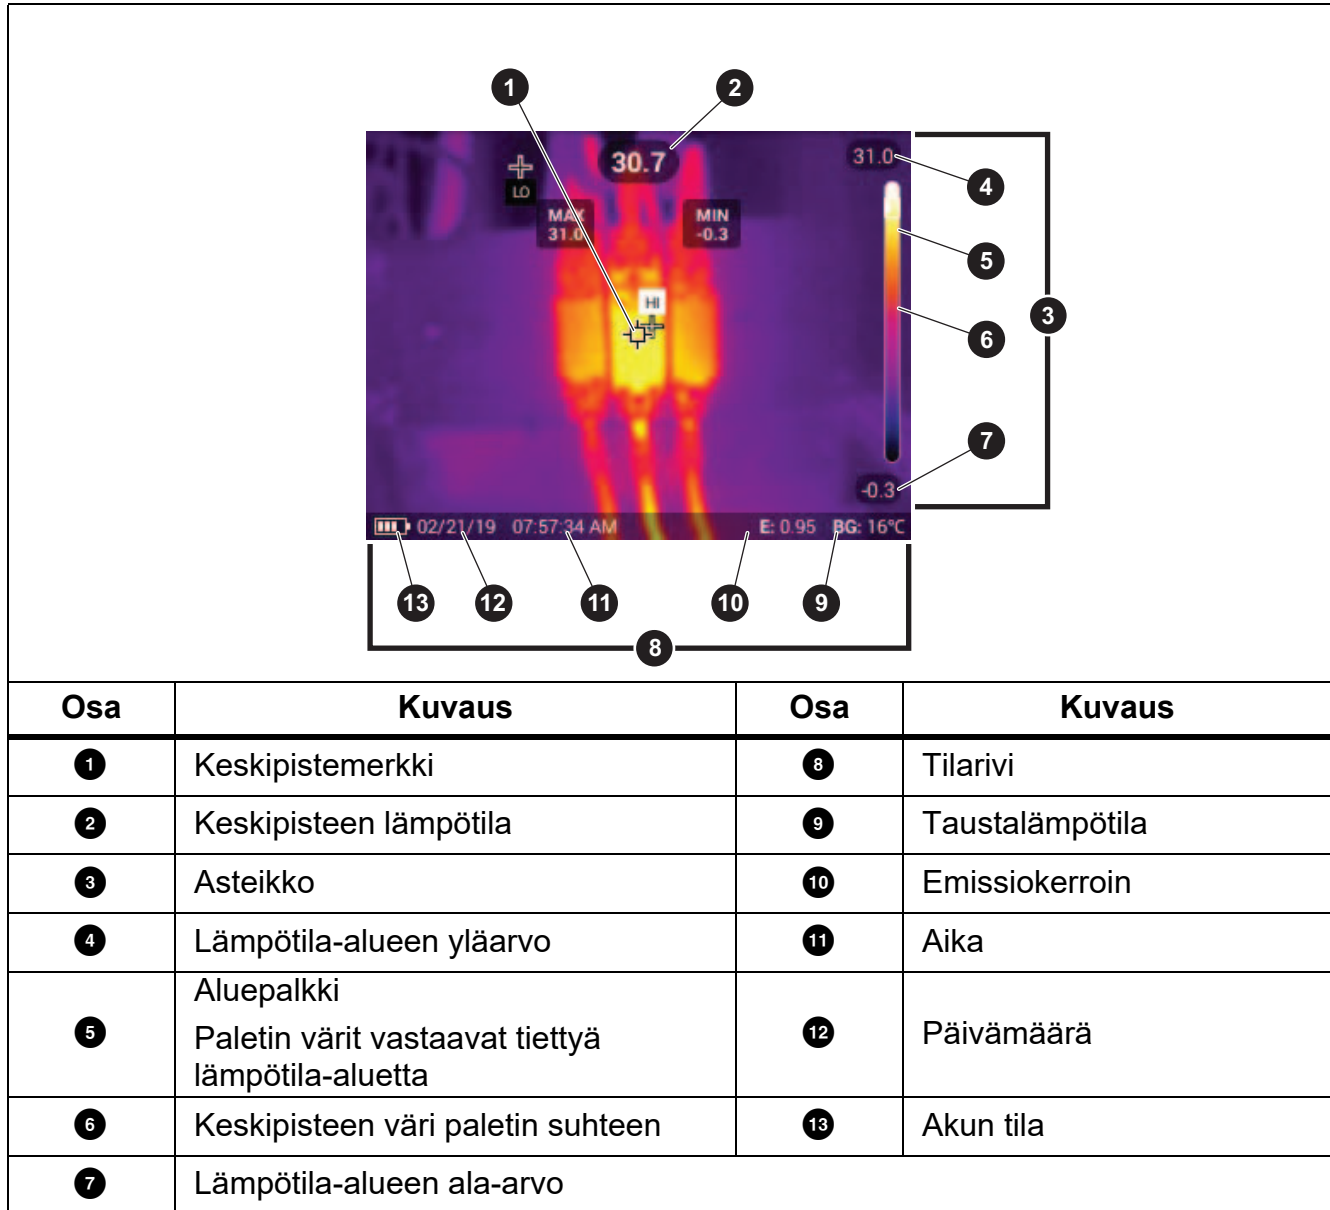 1 2
30.7
31.0
4
LO
MAX
31.0
MIN
-0.3
5
HI
3
6
7
-0.3
02/21/19 07:57:34 AM E: 0.95 BG: 16°C
13 12 11 10 9
8
Osa Kuvaus Osa Kuvaus
1 Keskipistemerkki 8 Tilarivi
2 Keskipisteen lämpötila 9 Taustalämpötila
3 Asteikko 10 Emissiokerroin
4 Lämpötila-alueen yläarvo 11 Aika
5 Aluepalkki
Paletin värit vastaavat tiettyä
lämpötila-aluetta
12 Päivämäärä
6 Keskipisteen väri paletin suhteen 13 Akun tila
7 Lämpötila-alueen ala-arvo